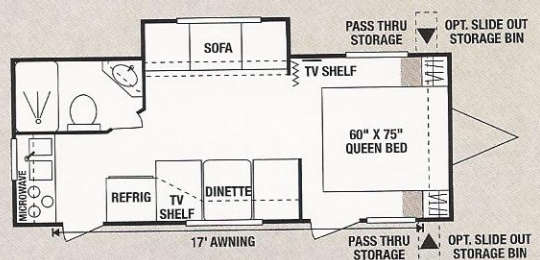 PASS THRU
STORAGE
OPT. SLIDE OUT
STORAGE BIN
SOFA
TV SHELF
60" X 75"
QUEEN BED
MICROWAVE
REFRIG
TV
SHELF
DINETTE
17' AWNING
PASS THRU
STORAGE
OPT. SLIDE OUT
STORAGE BIN